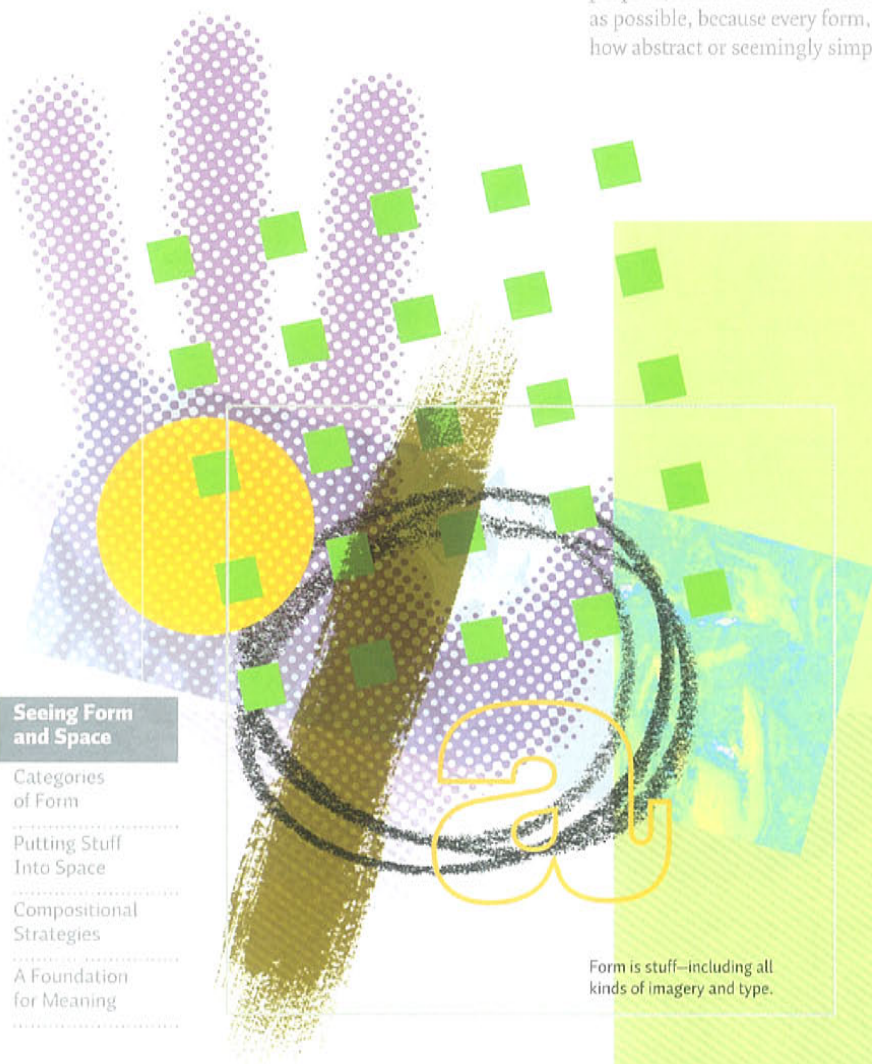 as possible, because every form,
how abstract or seemingly simp
Seeing Form
and Space
Categories
of Form
Putting Stuff
Into Space
Compositional
Strategies
A Foundation
for Meaning
a
Form is stuff—including all
kinds of imagery and type.